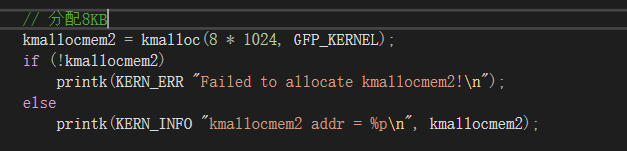 // 分配8KB
kmallocmem2 = kmalloc(8 * 1024, GFP_KERNEL);
if (!kmallocmem2)
    printk(KERN_ERR "Failed to allocate kmallocmem2!\n");
else
    printk(KERN_INFO "kmallocmem2 addr = %p\n", kmallocmem2);